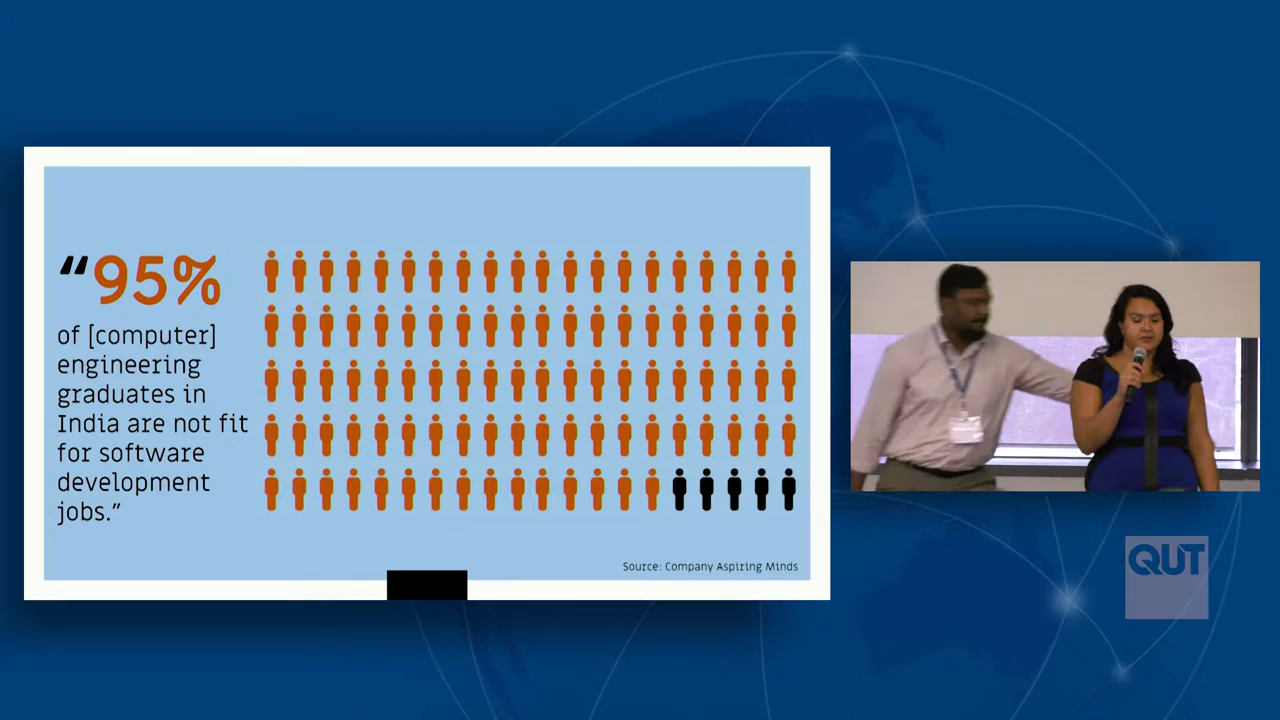 “95%
of [computer]
engineering
graduates in
India are not fit
for software
development
jobs.”
Source: Company Aspiring Minds
QUT